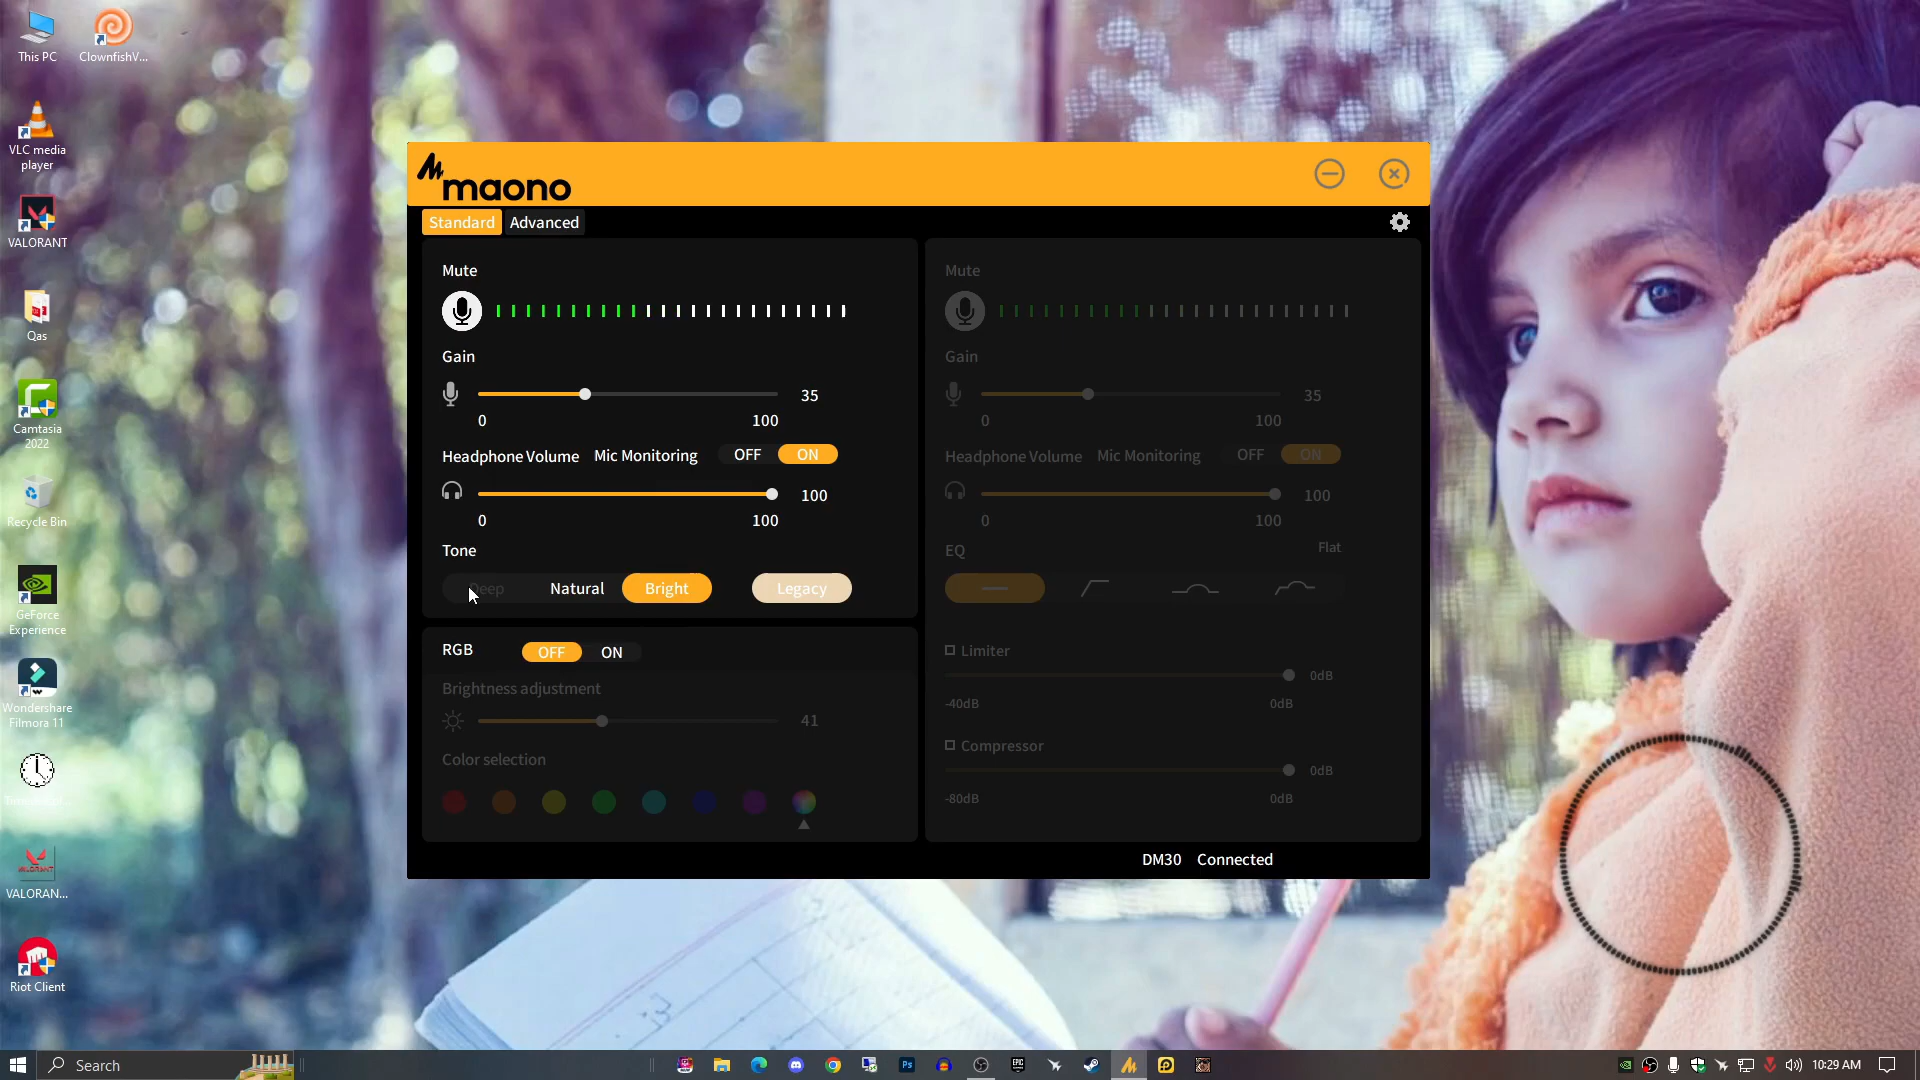 This PC
ClownfishV...
VLC media
player
VALORANT
Qas
Camtasia
2022
Recycle Bin
GeForce
Experience
Wondershare
Filmora 11
VALORAN...
Riot Client
maono
Standard Advanced
Mute
Gain
35
0 100
Headphone Volume Mic Monitoring OFF ON
100
0 100
Tone
Deep Natural Bright Legacy
RGB OFF ON
Brightness adjustment
41
Color selection
Mute
Gain
35
0 100
Headphone Volume Mic Monitoring OFF ON
100
0 100
EQ Flat
Limiter
0dB
-40dB 0dB
Compressor
0dB
-80dB 0dB
DM30 Connected
Search
Ps
EPIC
10:29 AM